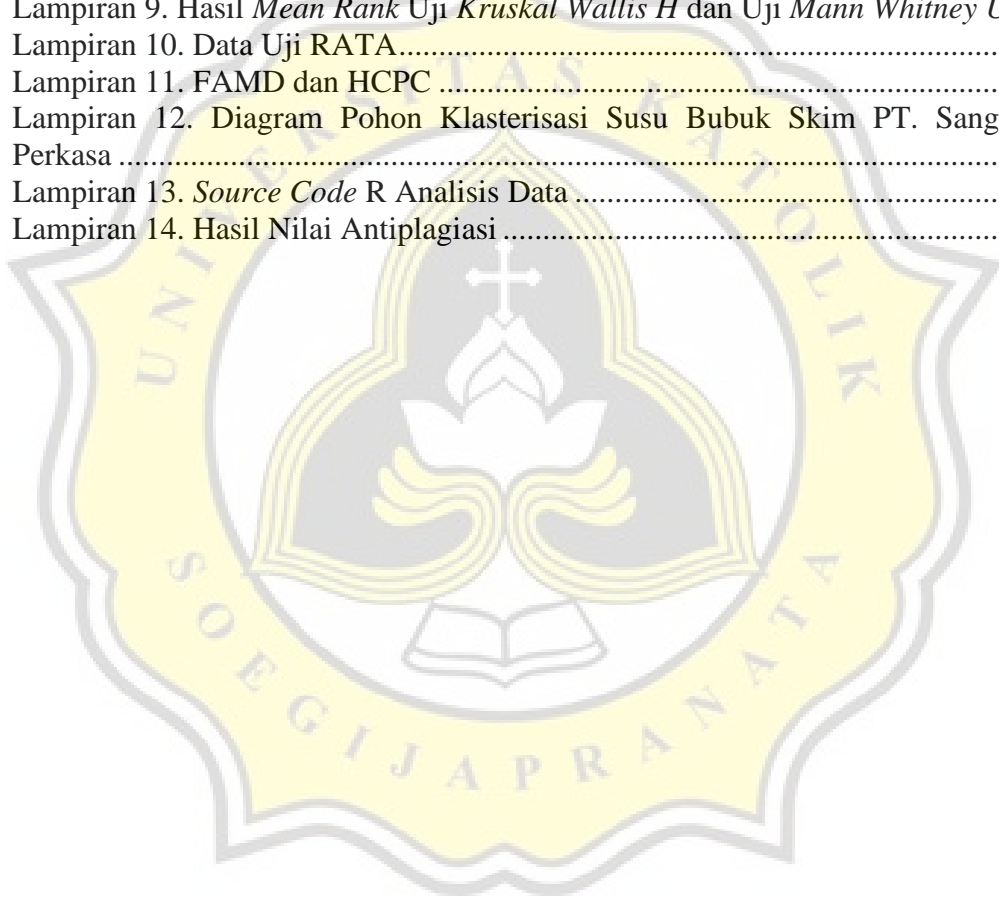 Lampiran 9. Hasil Mean Rank Uji Kruskal Wallis H dan Uji Mann Whitney U
Lampiran 10. Data Uji RATA
Lampiran 11. FAMD dan HCPC
Lampiran 12. Diagram Pohon Klasterisasi Susu Bubuk Skim PT. Sang
Perkasa
Lampiran 13. Source Code R Analisis Data
Lampiran 14. Hasil Nilai Antiplagiasi
UNIVERSITAS KATOLIK
SOEGIJAPRANATA